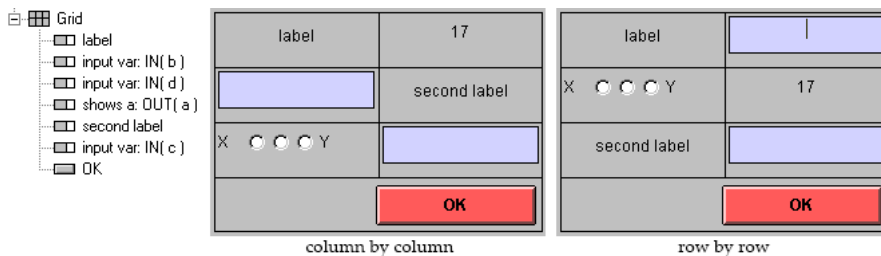 Grid
label
input var: IN( b )
input var: IN( d )
shows a: OUT( a )
second label
input var: IN( c )
OK
label 17
second label
X Y
OK
column by column
label
X Y 17
second label
OK
row by row